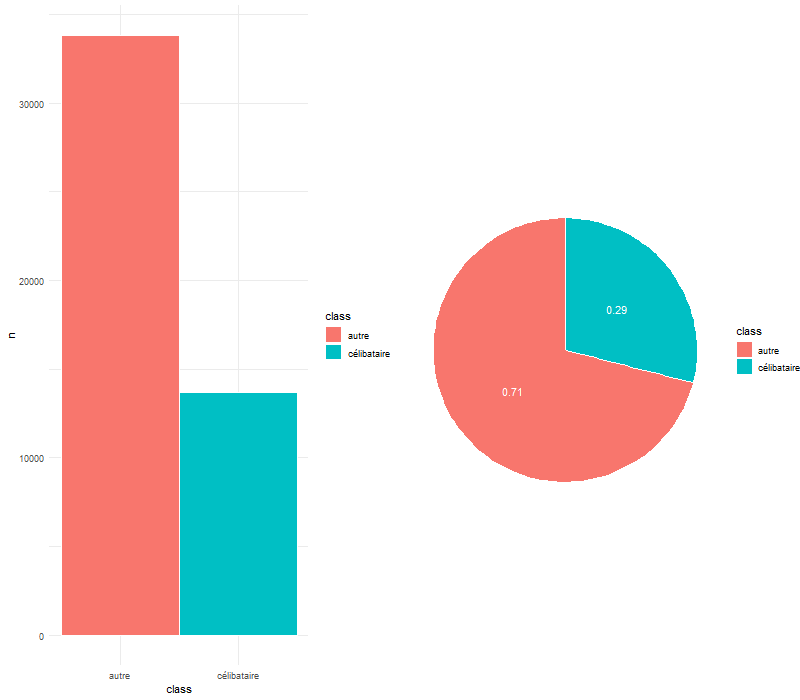 30000
20000
10000
0
n
autre
célibataire
class
class
autre
célibataire
0.29
0.71
class
autre
célibataire